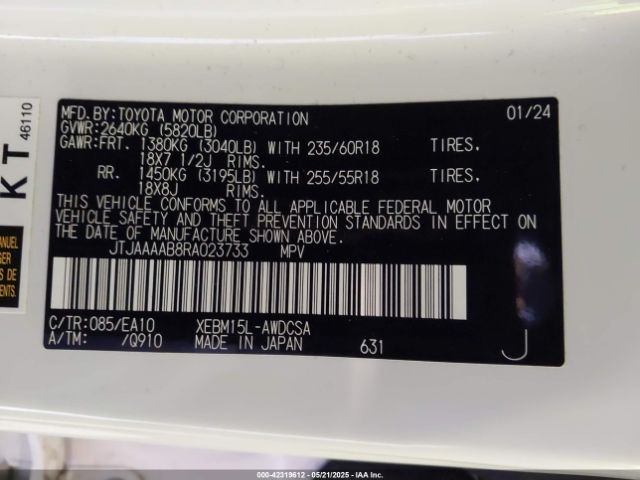 MFD.BY:TOYOTA MOTOR CORPORATION 01/24
GVWR:2640KG (5820LB)
GAWR:FRT. 1380KG (3040LB) WITH 235/60R18 TIRES.
18X7 1/2J RIMS.
RR. 1450KG (3195LB) WITH 255/55R18 TIRES.
18X8J RIMS.
THIS VEHICLE CONFORMS TO ALL APPLICABLE FEDERAL MOTOR
VEHICLE SAFETY AND THEFT PREVENTION STANDARDS IN EFFECT ON
THE DATE OF MANUFACTURE SHOWN ABOVE.
JTJAAAAB8RA023733 MPV
C/TR:085/EA10 XEBM15L-AWDCSA
A/TM: /Q910 MADE IN JAPAN 631 J
KT 46110
ANUEL
GER
TIENTS
000-42319612 - 05/21/2025 - IAA Inc.